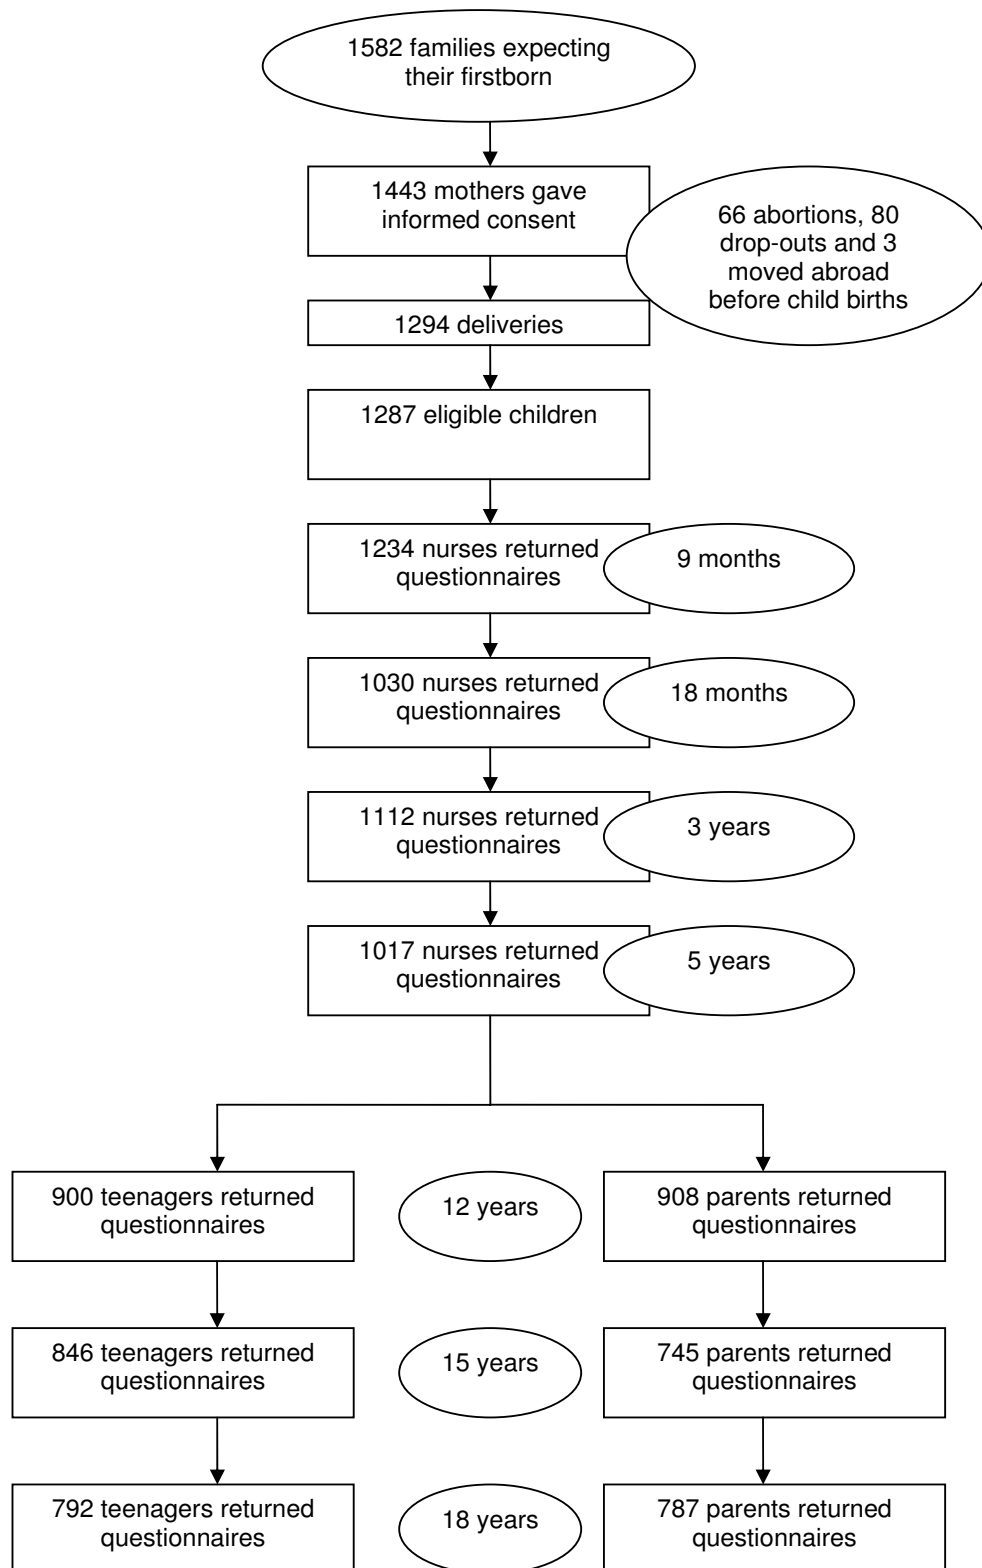 1582 families expecting
their firstborn
1443 mothers gave
informed consent
66 abortions, 80
drop-outs and 3
moved abroad
before child births
1294 deliveries
1287 eligible children
1234 nurses returned
questionnaires
9 months
1030 nurses returned
questionnaires
18 months
1112 nurses returned
questionnaires
3 years
1017 nurses returned
questionnaires
5 years
900 teenagers returned
questionnaires
12 years
908 parents returned
questionnaires
846 teenagers returned
questionnaires
15 years
745 parents returned
questionnaires
792 teenagers returned
questionnaires
18 years
787 parents returned
questionnaires